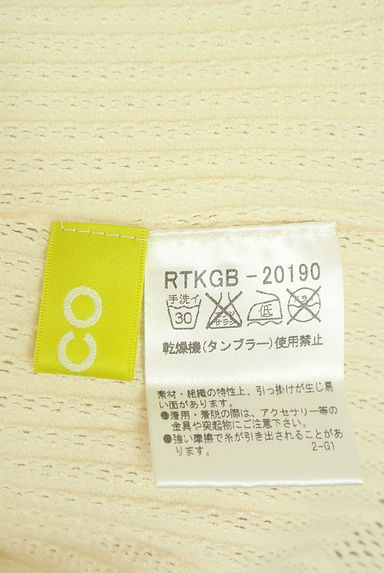 CO
RTKGB-20190
手洗イ
30
低
乾燥機(タンブラー)使用禁止
素材・組織の特性上、引っ掛けが生じ易
い面があります。
●着用・着脱の際は、アクセサリー等の
金具や突起物にご注意下さい。
●強い摩擦で糸が引き出されることがあ
ります。
2-G1